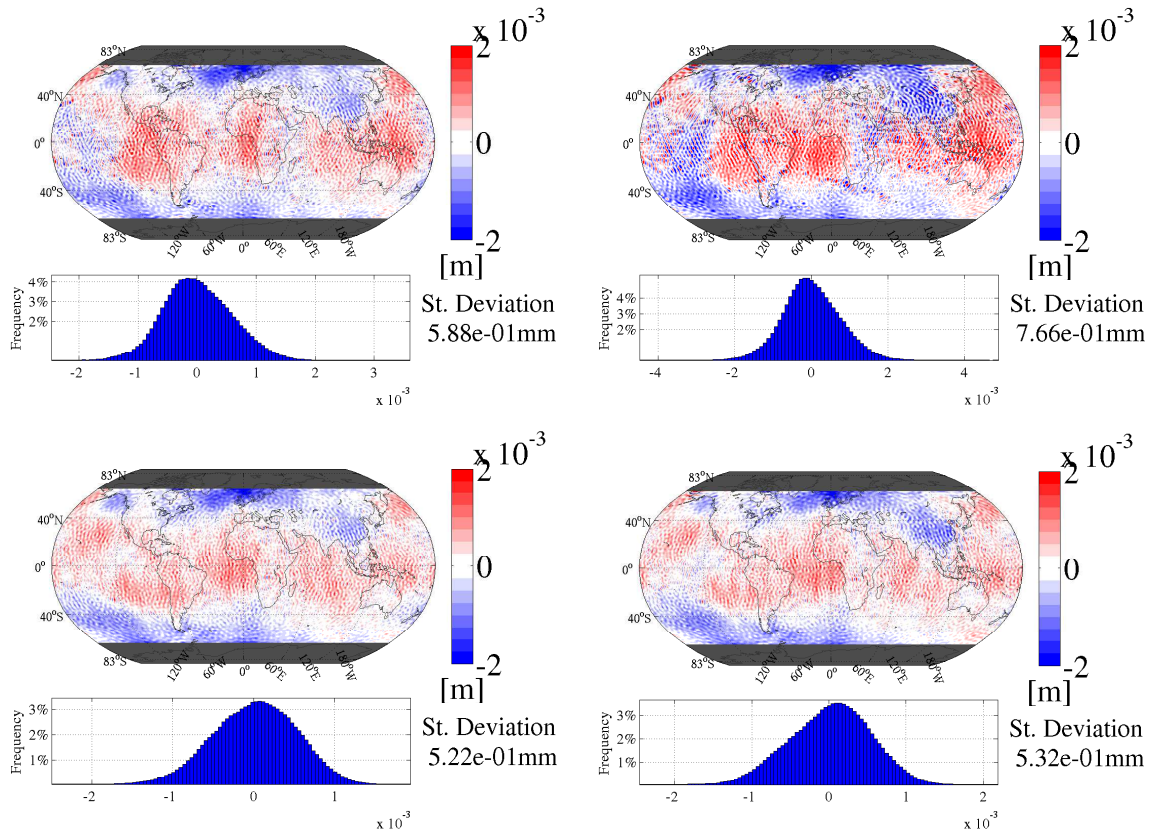 x 10⁻³
83°N
2
40°N
0°
0
40°S
83°S
120°W
60°W
0°
60°E
120°E
180°W
-2
[m]
4%
3%
2%
Frequency
St. Deviation
5.88e-01mm
-1
0
1
2
3
x 10⁻³
x 10⁻³
83°N
2
40°N
0°
0
40°S
83°S
120°W
60°W
0°
60°E
120°E
180°W
-2
[m]
4%
3%
2%
Frequency
St. Deviation
7.66e-01mm
-4
-2
0
2
4
x 10⁻³
x 10⁻³
83°N
2
40°N
0°
0
40°S
83°S
120°W
60°W
0°
60°E
120°E
180°W
-2
[m]
3%
2%
1%
Frequency
St. Deviation
5.22e-01mm
-2
-1
0
1
x 10⁻³
x 10⁻³
83°N
2
40°N
0°
0
40°S
83°S
120°W
60°W
0°
60°E
120°E
180°W
-2
[m]
3%
2%
1%
Frequency
St. Deviation
5.32e-01mm
-2
-1
0
1
2
x 10⁻³